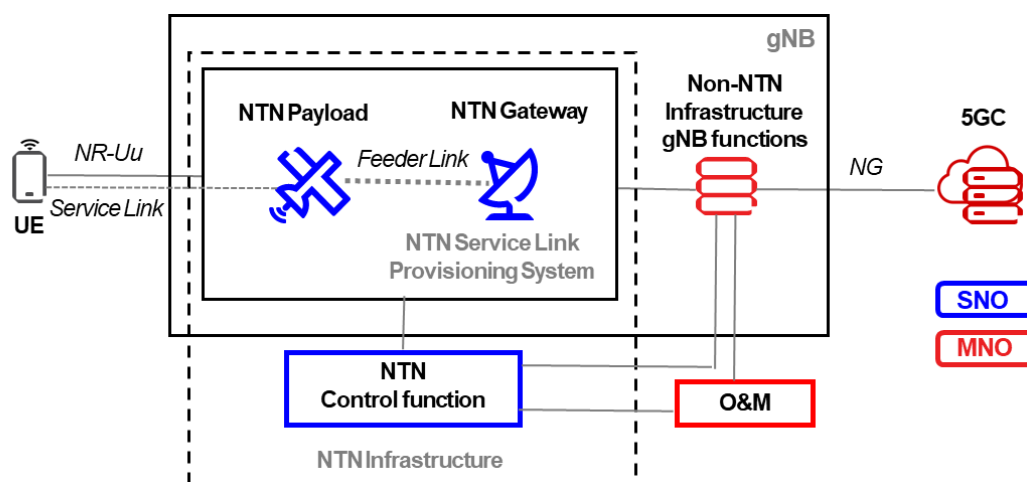 gNB
NTN Payload
NTN Gateway
Non-NTN
Infrastructure
gNB functions
5GC
NR-Uu
Feeder Link
NG
Service Link
UE
NTN Service Link
Provisioning System
SNO
MNO
NTN
Control function
O&M
NTN Infrastructure